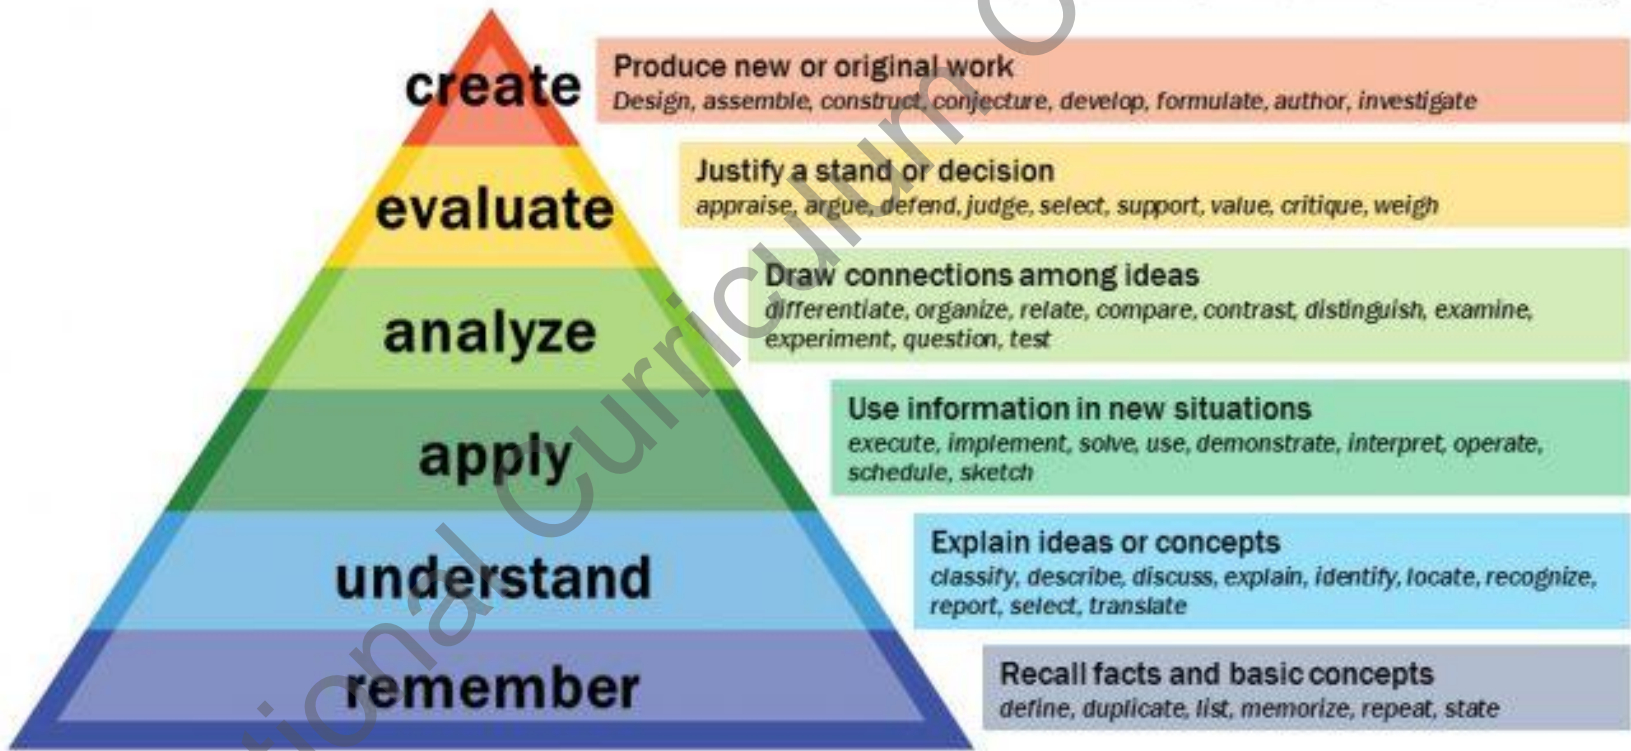 create
Produce new or original work
Design, assemble, construct, conjecture, develop, formulate, author, investigate
evaluate
Justify a stand or decision
appraise, argue, defend, judge, select, support, value, critique, weigh
analyze
Draw connections among ideas
differentiate, organize, relate, compare, contrast, distinguish, examine,
experiment, question, test
apply
Use information in new situations
execute, implement, solve, use, demonstrate, interpret, operate,
schedule, sketch
understand
Explain ideas or concepts
classify, describe, discuss, explain, identify, locate, recognize,
report, select, translate
remember
Recall facts and basic concepts
define, duplicate, list, memorize, repeat, state
Curriculum